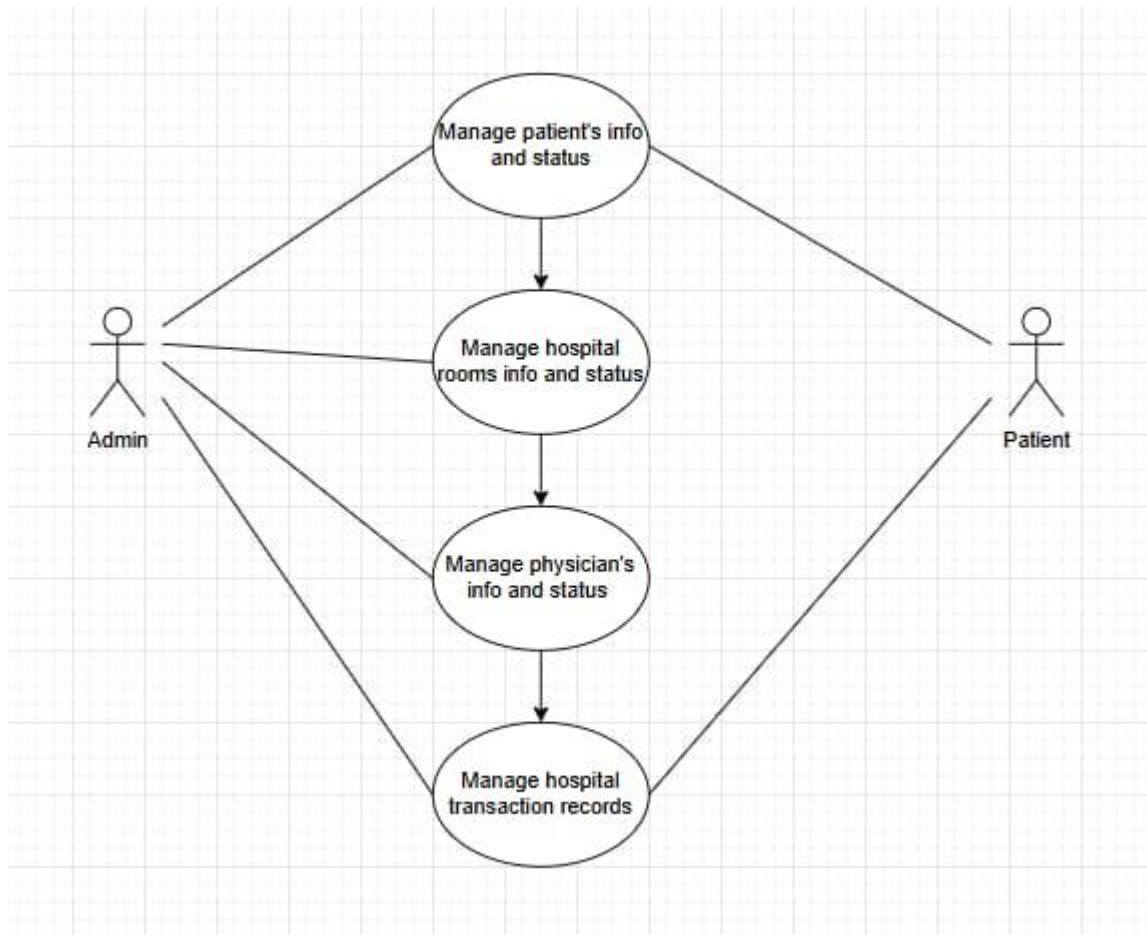 Manage patient's info
and status
Manage hospital
rooms info and status
Admin
Patient
Manage physician's
info and status
Manage hospital
transaction records